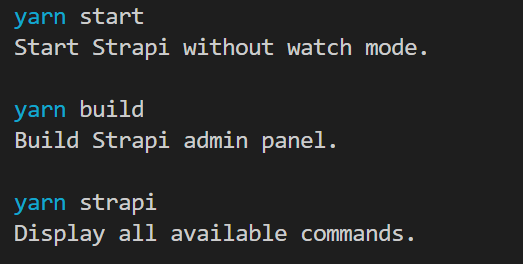 yarn start
Start Strapi without watch mode.
yarn build
Build Strapi admin panel.
yarn strapi
Display all available commands.